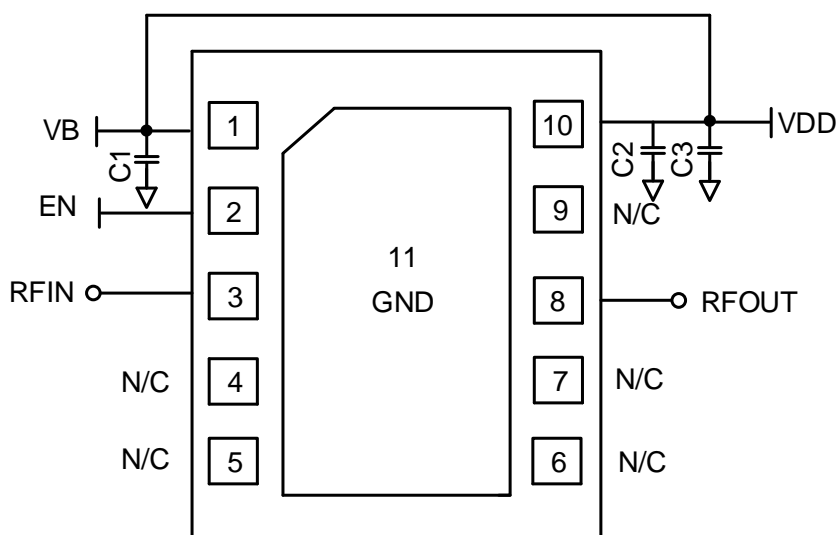 VB
C1
1
10
C2
C3
VDD
EN
2
9
N/C
RFIN
3
11
GND
8
RFOUT
N/C
4
7
N/C
N/C
5
6
N/C